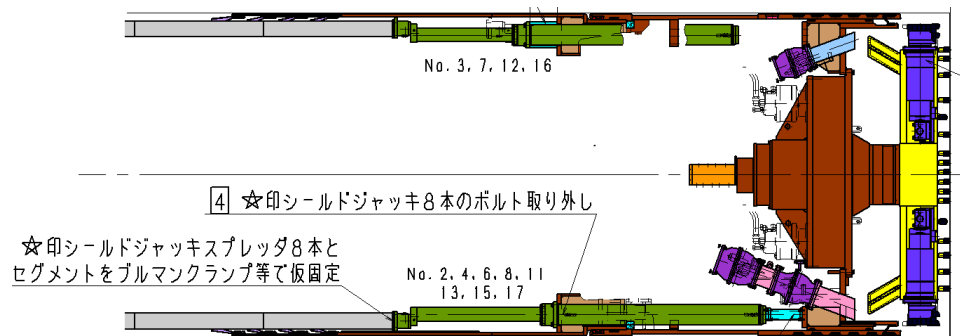 No. 3, 7, 12, 16
4 ☆印シールドジャッキ8本のボルト取り外し
☆印シールドジャッキスプレッダ8本と
セグメントをブルマンクランプ等で仮固定
No. 2, 4, 6, 8, 11
13, 15, 17